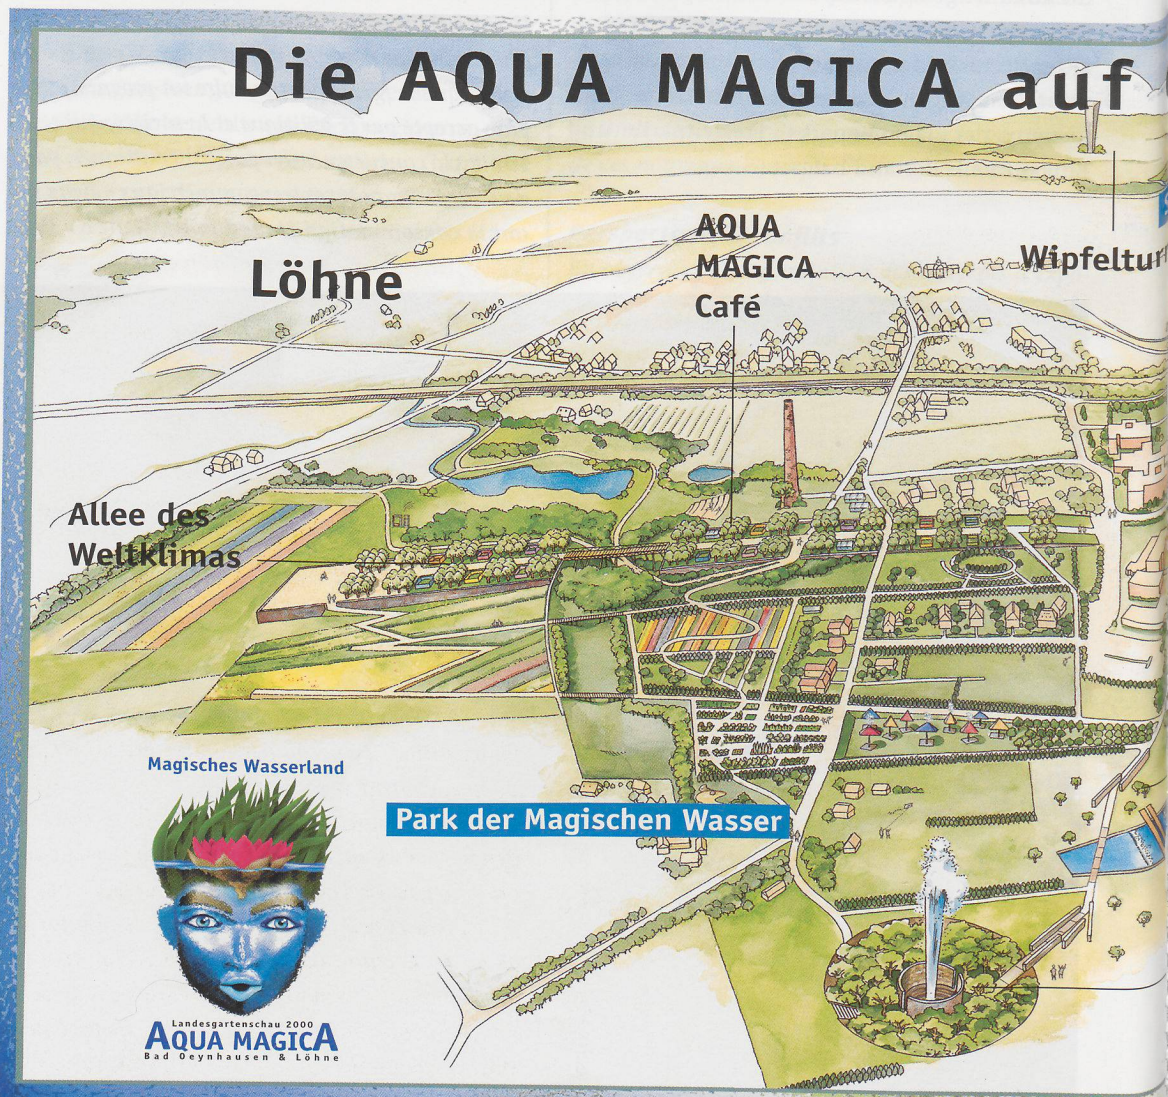 Die AQUA MAGICA auf
AQUA
MAGICA
Café
Wipfeltur
Löhne
Allee des
Weltklimas
Magisches Wasserland
Park der Magischen Wasser
Landesgartenschau 2000
AQUA MAGICA
Bad Oeynhausen & Löhne